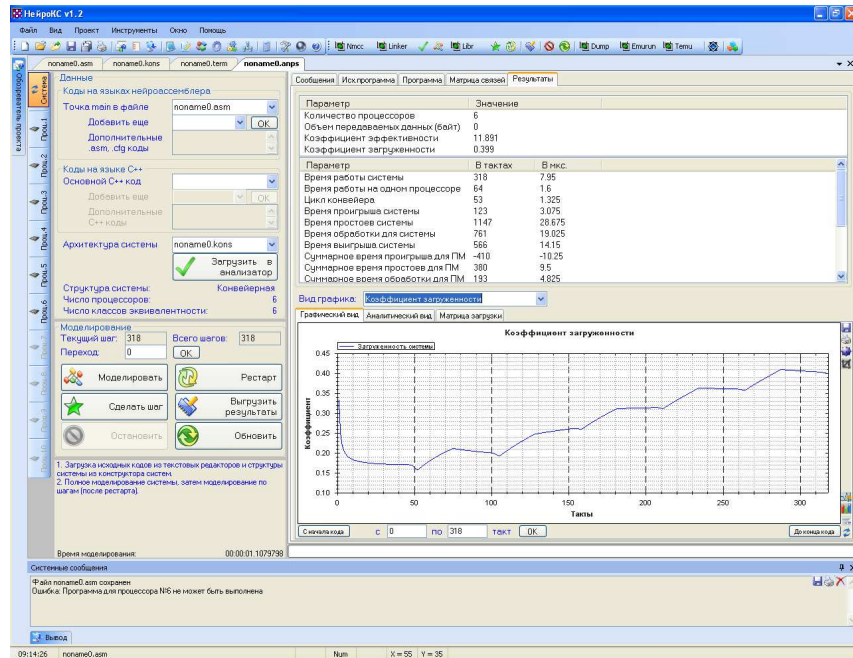 НейроКС v1.2
Файл Вид Проект Инструменты Окно Помощь
Nmcc Linker Libr Dump Emurun Temu
noname0.asm noname0.kons noname0.term noname0.anps
Обозреватель проекта
Система
Проц.1
Проц.2
Проц.3
Проц.4
Проц.5
Проц.6
Данные
Коды на языках нейроассемблера
Точка main в файле noname0.asm
Добавить еще OK
Дополнительные
.asm, .cfg коды
Коды на языке C++
Основной C++ код
Добавить еще OK
Дополнительные
C++ коды
Архитектура системы noname0.kons
Загрузить в
анализатор
Структура системы: Конвейерная
Число процессоров: 6
Число классов эквивалентности: 6
Моделирование
Текущий шаг: 318 Всего шагов: 318
Переход: 0 OK
Моделировать Рестарт
Сделать шаг Выгрузить
результаты
Остановить Обновить
1. Загрузка исходных кодов из текстовых редакторов и структуры
системы из конструктора систем.
2. Полное моделирование системы, затем моделирование по
шагам (после рестарта).
Время моделирования: 00:00:01.1079798
Сообщения Исх.программа Программа Матрица связей Результаты
Параметр Значение
Количество процессоров 6
Объем передаваемых данных (байт) 0
Коэффициент эффективности 11.891
Коэффициент загруженности 0.399
Параметр В тактах В мкс.
Время работы системы 318 7.95
Время работы на одном процессоре 64 1.6
Цикл конвейера 53 1.325
Время проигрыша системы 123 3.075
Время простоев системы 1147 28.675
Время обработки для системы 761 19.025
Время выигрыша системы 566 14.15
Суммарное время проигрыша для ПМ -410 -10.25
Суммарное время простоев для ПМ 380 9.5
Суммарное время обработки для ПМ 193 4.825
Вид графика: Коэффициент загруженности
Графический вид Аналитический вид Матрица загрузки
Коэффициент загруженности
Загруженность системы
Коэффициент
0.45
0.40
0.35
0.30
0.25
0.20
0.15
0.10
0 50 100 150 200 250 300
Такты
С начала кода с 0 по 318 такт OK До конца кода
Системные сообщения
Файл noname0.asm сохранен
Ошибка: Программа для процессора №6 не может быть выполнена
Вывод
09:14:26 noname0.asm Num X = 55 Y = 35